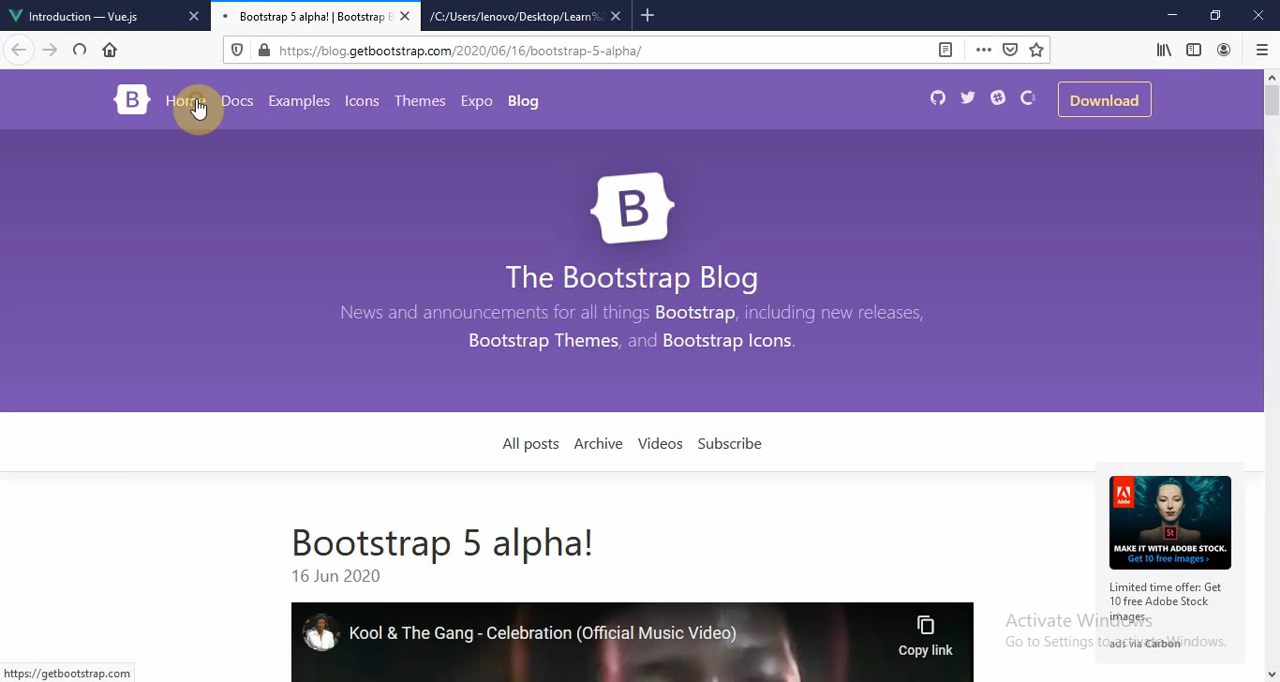 Introduction — Vue.js
Bootstrap 5 alpha! | Bootstrap B
/C:/Users/lenovo/Desktop/Learn%
https://blog.getbootstrap.com/2020/06/16/bootstrap-5-alpha/
B Home Docs Examples Icons Themes Expo Blog Download
B
The Bootstrap Blog
News and announcements for all things Bootstrap, including new releases,
Bootstrap Themes, and Bootstrap Icons.
All posts Archive Videos Subscribe
Bootstrap 5 alpha!
16 Jun 2020
Kool & The Gang - Celebration (Official Music Video)
Copy link
Adobe
St
MAKE IT WITH ADOBE STOCK.
Get 10 free images ›
Limited time offer: Get
10 free Adobe Stock
images.
ads via Carbon
Activate Windows
Go to Settings to activate Windows.
https://getbootstrap.com